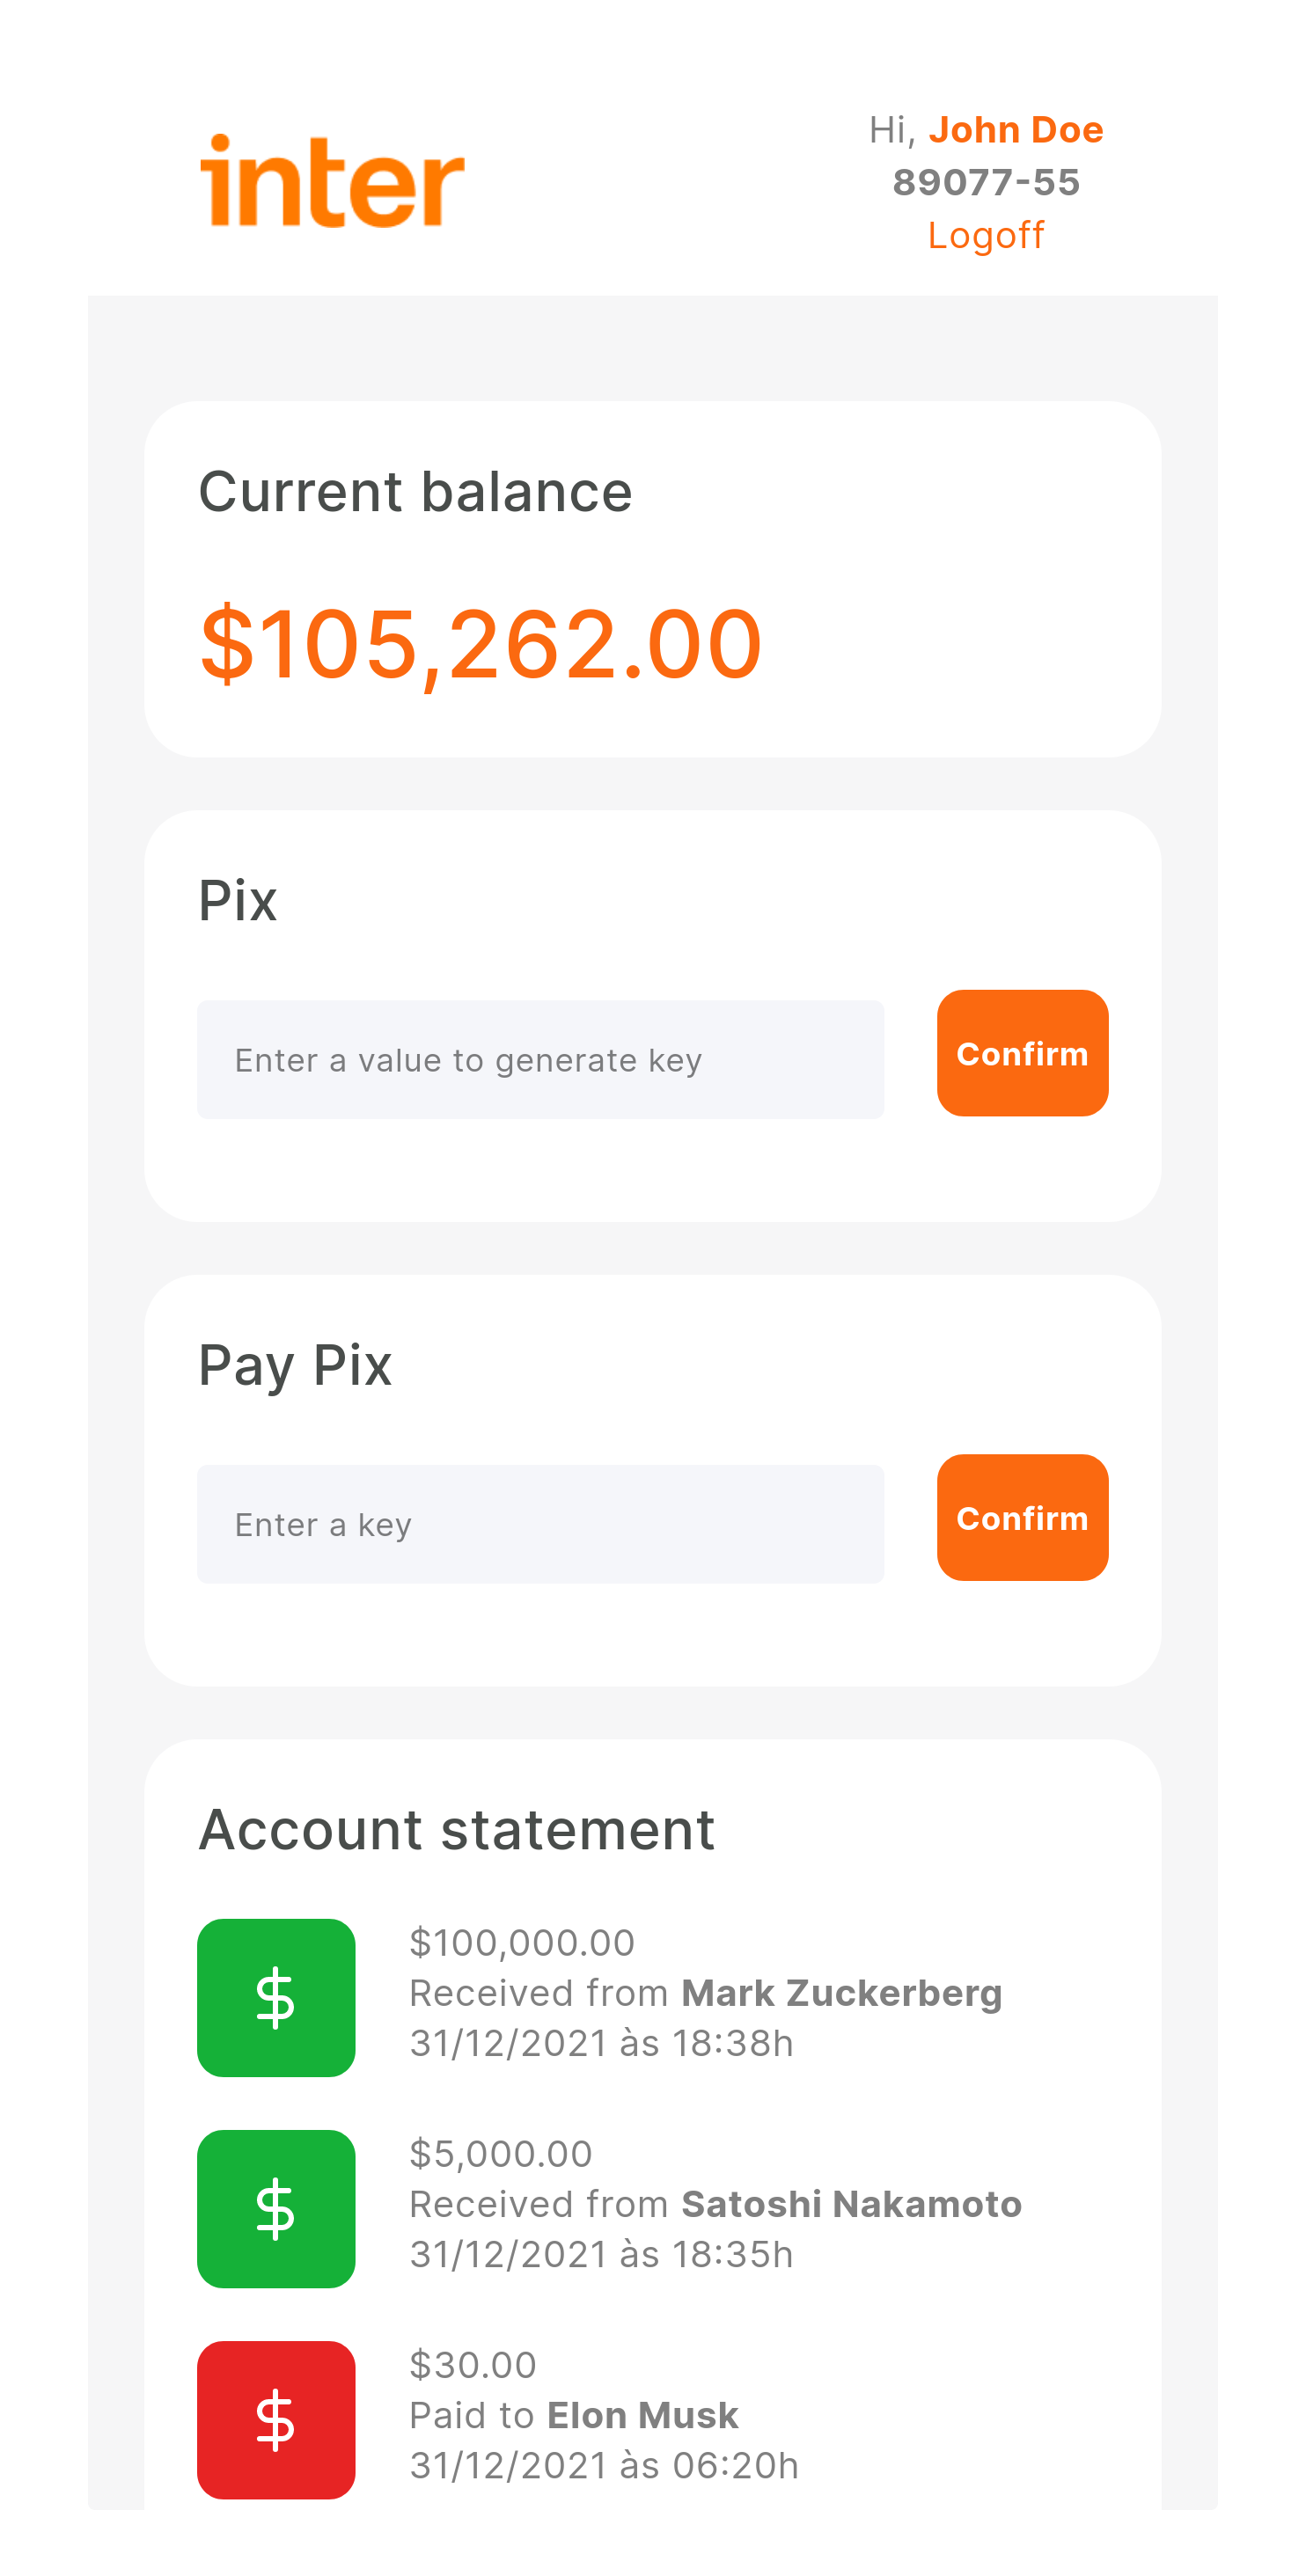 inter
Hi, John Doe
89077-55
Logoff
Current balance
$105,262.00
Pix
Enter a value to generate key
Confirm
Pay Pix
Enter a key
Confirm
Account statement
$100,000.00
Received from Mark Zuckerberg
31/12/2021 às 18:38h
$5,000.00
Received from Satoshi Nakamoto
31/12/2021 às 18:35h
$30.00
Paid to Elon Musk
31/12/2021 às 06:20h